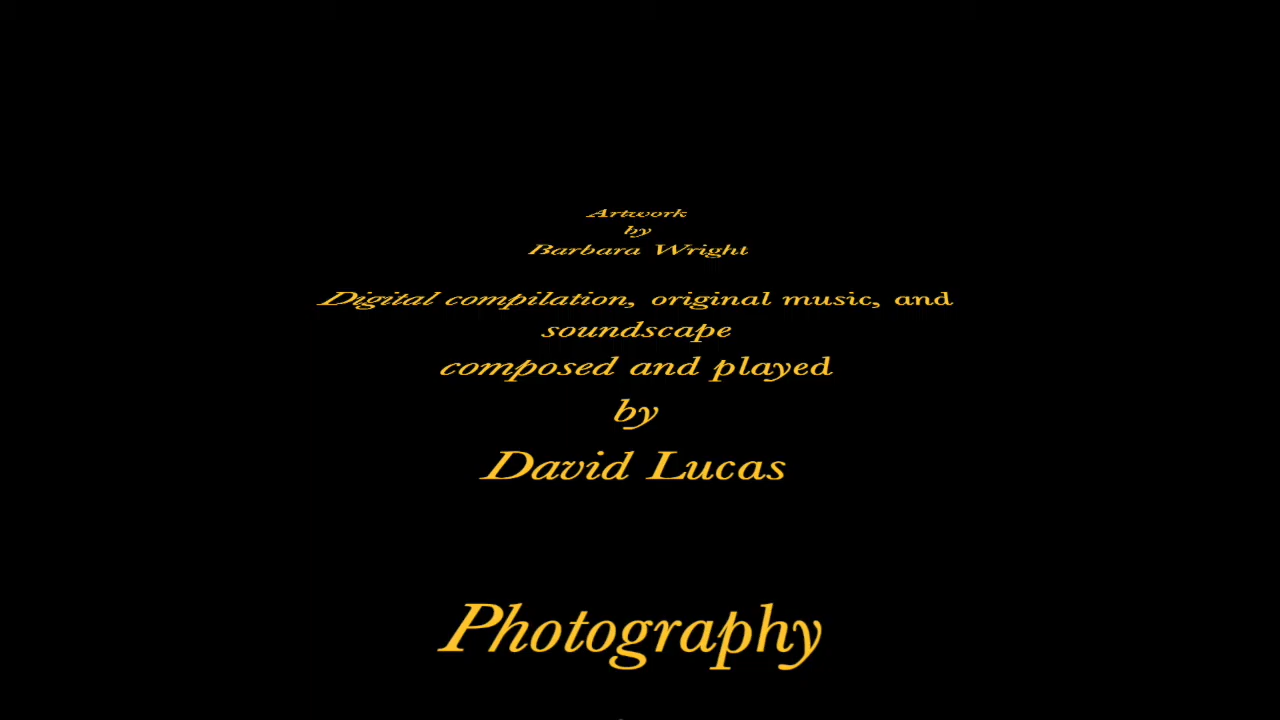 Artwork
by
Barbara Wright
Digital compilation, original music, and
soundscape
composed and played
by
David Lucas
Photography